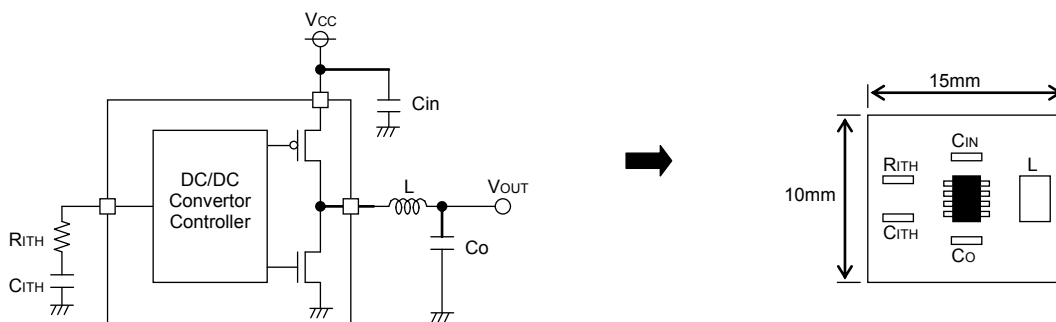 VCC
Cin
DC/DC
Convertor
Controller
RITH
CITH
L
VOUT
Co
15mm
10mm
CIN
RITH
L
CITH
CO